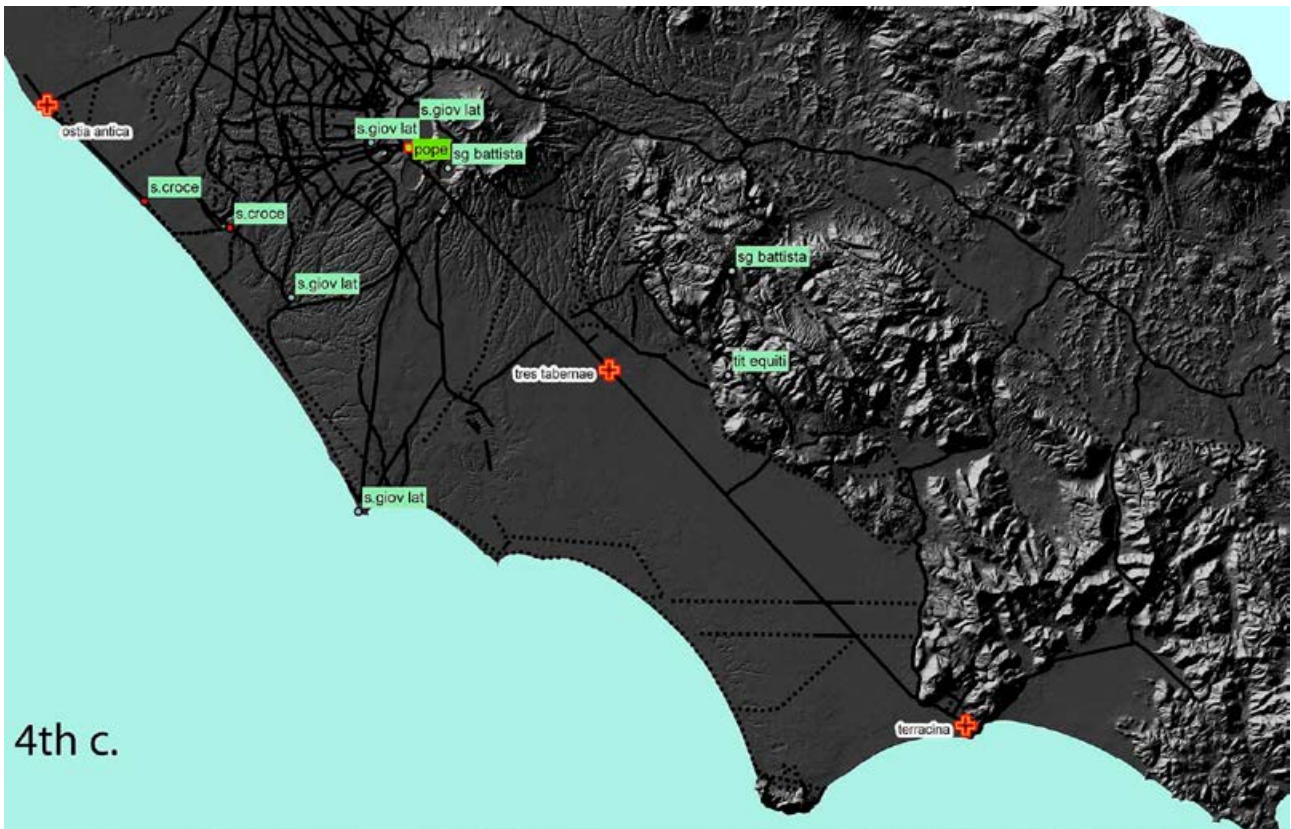 s.giov lat
ostia antica
s.giov lat
pope
sg battista
s.croce
s.croce
sg battista
s.giov lat
tit equiti
tres tabernae
s.giov lat
terracina
4th c.